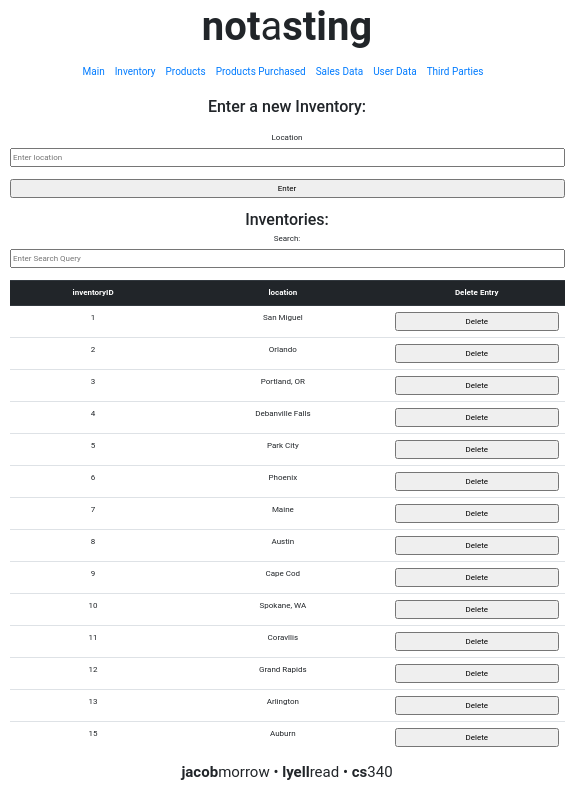 notasting
Main Inventory Products Products Purchased Sales Data User Data Third Parties
Enter a new Inventory:
Location
Enter location
Enter
Inventories:
Search:
Enter Search Query
inventoryID location Delete Entry
1 San Miguel Delete
2 Orlando Delete
3 Portland, OR Delete
4 Debanville Falls Delete
5 Park City Delete
6 Phoenix Delete
7 Maine Delete
8 Austin Delete
9 Cape Cod Delete
10 Spokane, WA Delete
11 Coravllis Delete
12 Grand Rapids Delete
13 Arlington Delete
15 Auburn Delete
jacobmorrow • lyellread • cs340